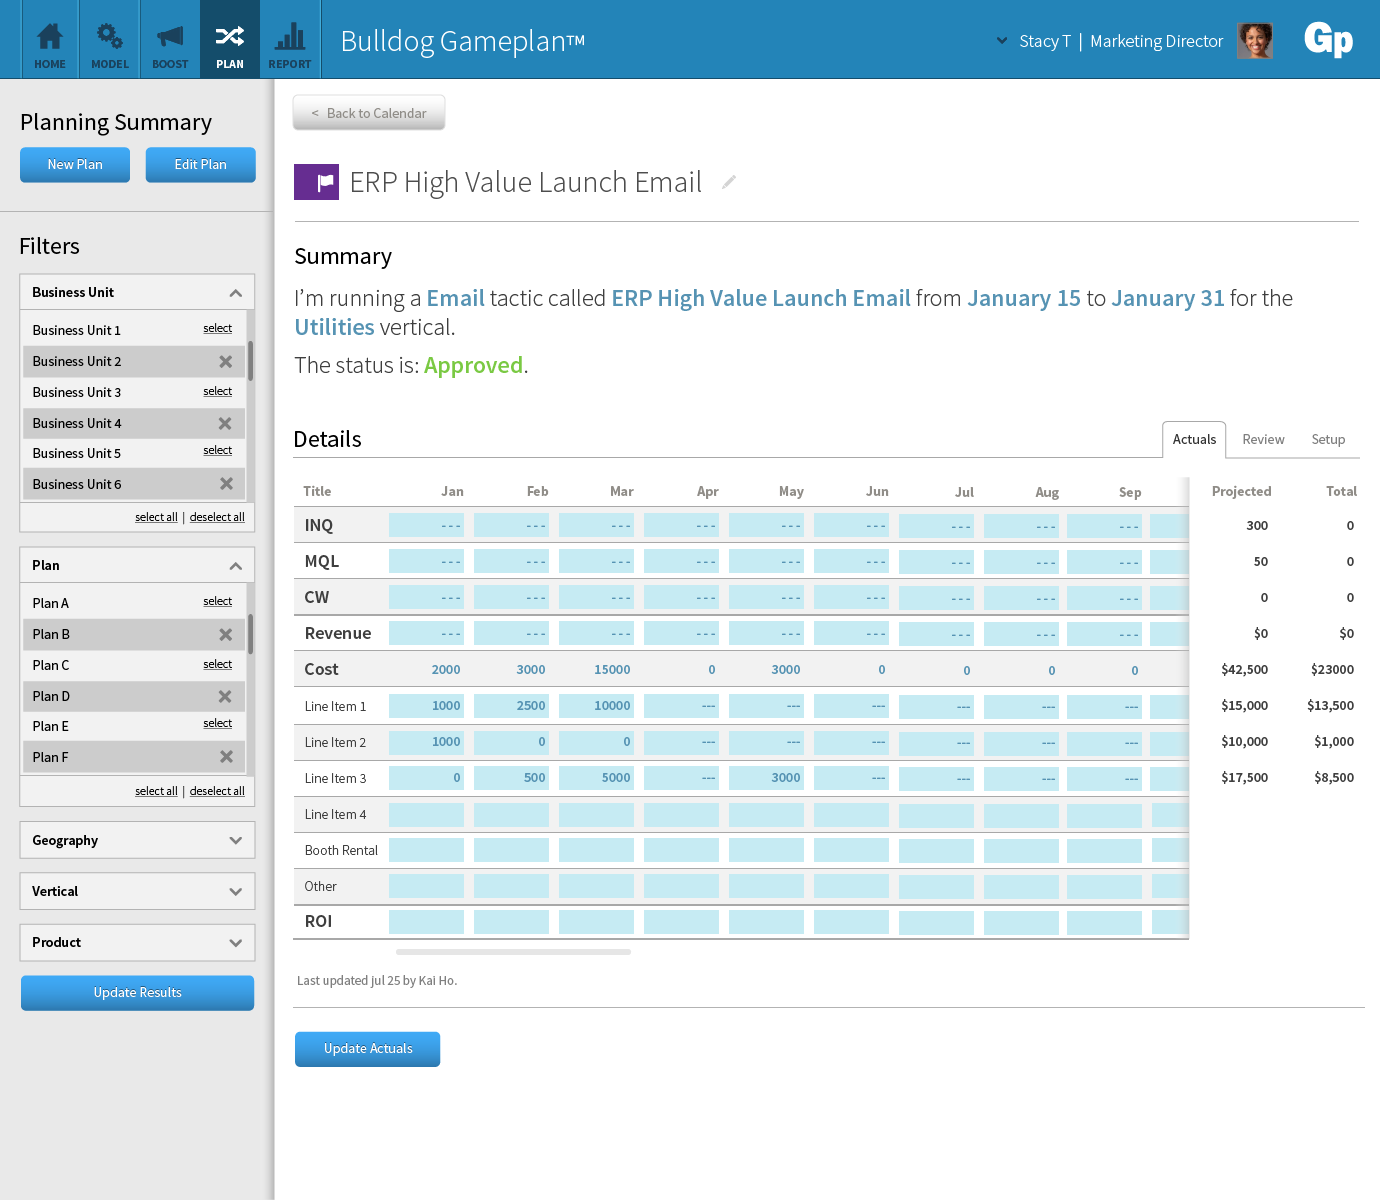 HOME MODEL BOOST PLAN REPORT
Bulldog Gameplan™
Stacy T | Marketing Director
Gp
Planning Summary
New Plan Edit Plan
Filters
Business Unit
Business Unit 1 select
Business Unit 2
Business Unit 3 select
Business Unit 4
Business Unit 5 select
Business Unit 6
select all | deselect all
Plan
Plan A select
Plan B
Plan C select
Plan D
Plan E select
Plan F
select all | deselect all
Geography
Vertical
Product
Update Results
< Back to Calendar
ERP High Value Launch Email
Summary
I’m running a Email tactic called ERP High Value Launch Email from January 15 to January 31 for the
Utilities vertical.
The status is: Approved.
Details
Actuals Review Setup
Title Jan Feb Mar Apr May Jun Jul Aug Sep Projected Total
INQ --- --- --- --- --- --- --- --- --- 300 0
MQL --- --- --- --- --- --- --- --- --- 50 0
CW --- --- --- --- --- --- --- --- --- 0 0
Revenue --- --- --- --- --- --- --- --- --- $0 $0
Cost 2000 3000 15000 0 3000 0 0 0 0 $42,500 $23000
Line Item 1 1000 2500 10000 --- --- --- --- --- --- $15,000 $13,500
Line Item 2 1000 0 0 --- --- --- --- --- --- $10,000 $1,000
Line Item 3 0 500 5000 --- 3000 --- --- --- --- $17,500 $8,500
Line Item 4
Booth Rental
Other
ROI
Last updated jul 25 by Kai Ho.
Update Actuals